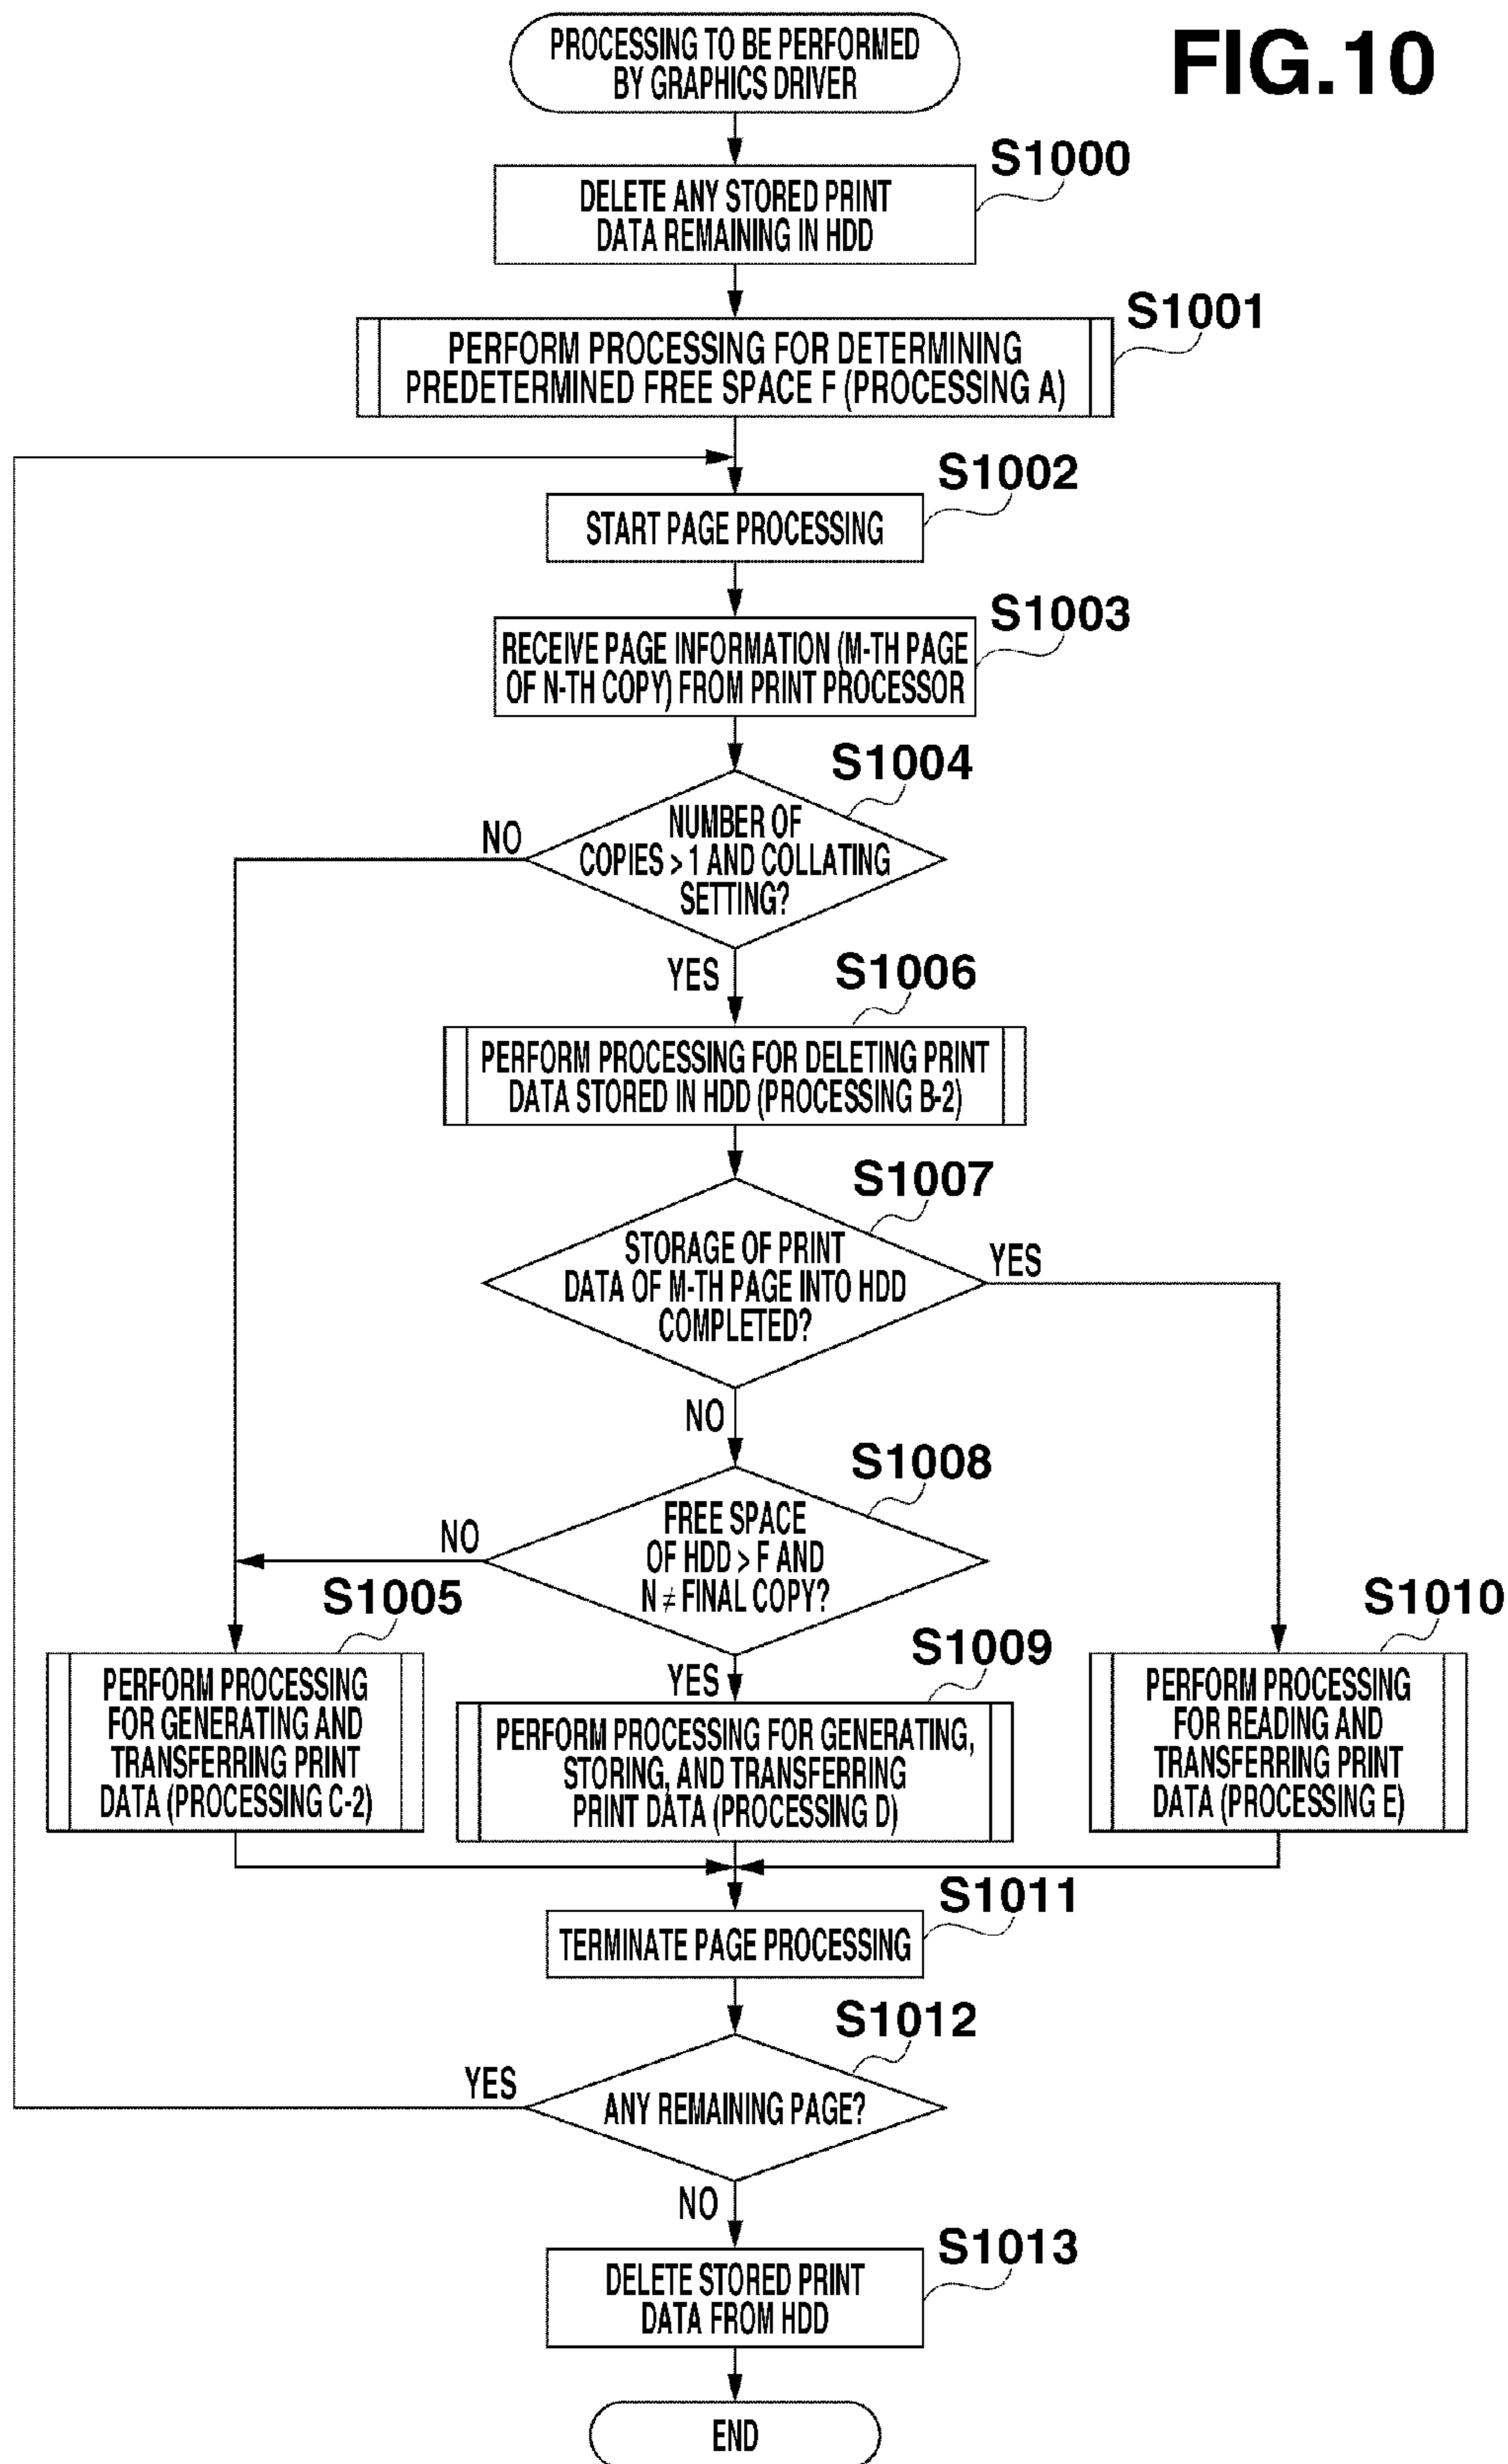 PROCESSING TO BE PERFORMED
BY GRAPHICS DRIVER
FIG.10
S1000
DELETE ANY STORED PRINT
DATA REMAINING IN HDD
S1001
PERFORM PROCESSING FOR DETERMINING
PREDETERMINED FREE SPACE F (PROCESSING A)
S1002
START PAGE PROCESSING
S1003
RECEIVE PAGE INFORMATION (M-TH PAGE
OF N-TH COPY) FROM PRINT PROCESSOR
S1004
NO
NUMBER OF
COPIES > 1 AND COLLATING
SETTING?
YES
S1006
PERFORM PROCESSING FOR DELETING PRINT
DATA STORED IN HDD (PROCESSING B-2)
S1007
STORAGE OF PRINT
DATA OF M-TH PAGE INTO HDD
COMPLETED?
YES
NO
S1008
NO
FREE SPACE
OF HDD > F AND
N ≠ FINAL COPY?
YES
S1005
PERFORM PROCESSING
FOR GENERATING AND
TRANSFERRING PRINT
DATA (PROCESSING C-2)
S1009
PERFORM PROCESSING FOR GENERATING,
STORING, AND TRANSFERRING
PRINT DATA (PROCESSING D)
S1010
PERFORM PROCESSING
FOR READING AND
TRANSFERRING PRINT
DATA (PROCESSING E)
S1011
TERMINATE PAGE PROCESSING
S1012
YES
ANY REMAINING PAGE?
NO
S1013
DELETE STORED PRINT
DATA FROM HDD
END